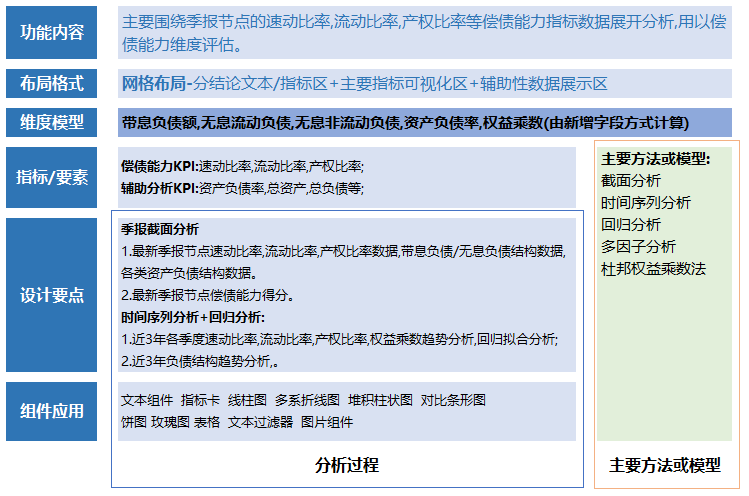 功能内容
主要围绕季报节点的速动比率,流动比率,产权比率等偿债能力指标数据展开分析,用以偿
债能力维度评估。
布局格式
网格布局-分结论文本/指标区+主要指标可视化区+辅助性数据展示区
维度模型
带息负债额,无息流动负债,无息非流动负债,资产负债率,权益乘数(由新增字段方式计算)
指标/要素
偿债能力KPI:速动比率,流动比率,产权比率;
辅助分析KPI:资产负债率,总资产,总负债等;
设计要点
季报截面分析
1.最新季报节点速动比率,流动比率,产权比率数据,带息负债/无息负债结构数据,
各类资产负债结构数据。
2.最新季报节点偿债能力得分。
时间序列分析+回归分析:
1.近3年各季度速动比率,流动比率,产权比率,权益乘数趋势分析,回归拟合分析;
2.近3年负债结构趋势分析,。
组件应用
文本组件 指标卡 线柱图 多系折线图 堆积柱状图 对比条形图
饼图 玫瑰图 表格 文本过滤器 图片组件
分析过程
主要方法或模型:
截面分析
时间序列分析
回归分析
多因子分析
杜邦权益乘数法
主要方法或模型